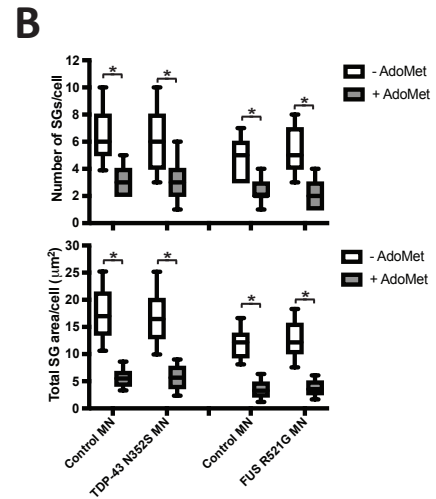 B
12
10
8
6
4
2
0
Number of SGs/cell
*
*
*
*
- AdoMet
+ AdoMet
30
25
20
15
10
5
0
Total SG area/cell (μm²)
*
*
*
*
- AdoMet
+ AdoMet
Control MN
TDP-43 N352S MN
Control MN
FUS R521G MN